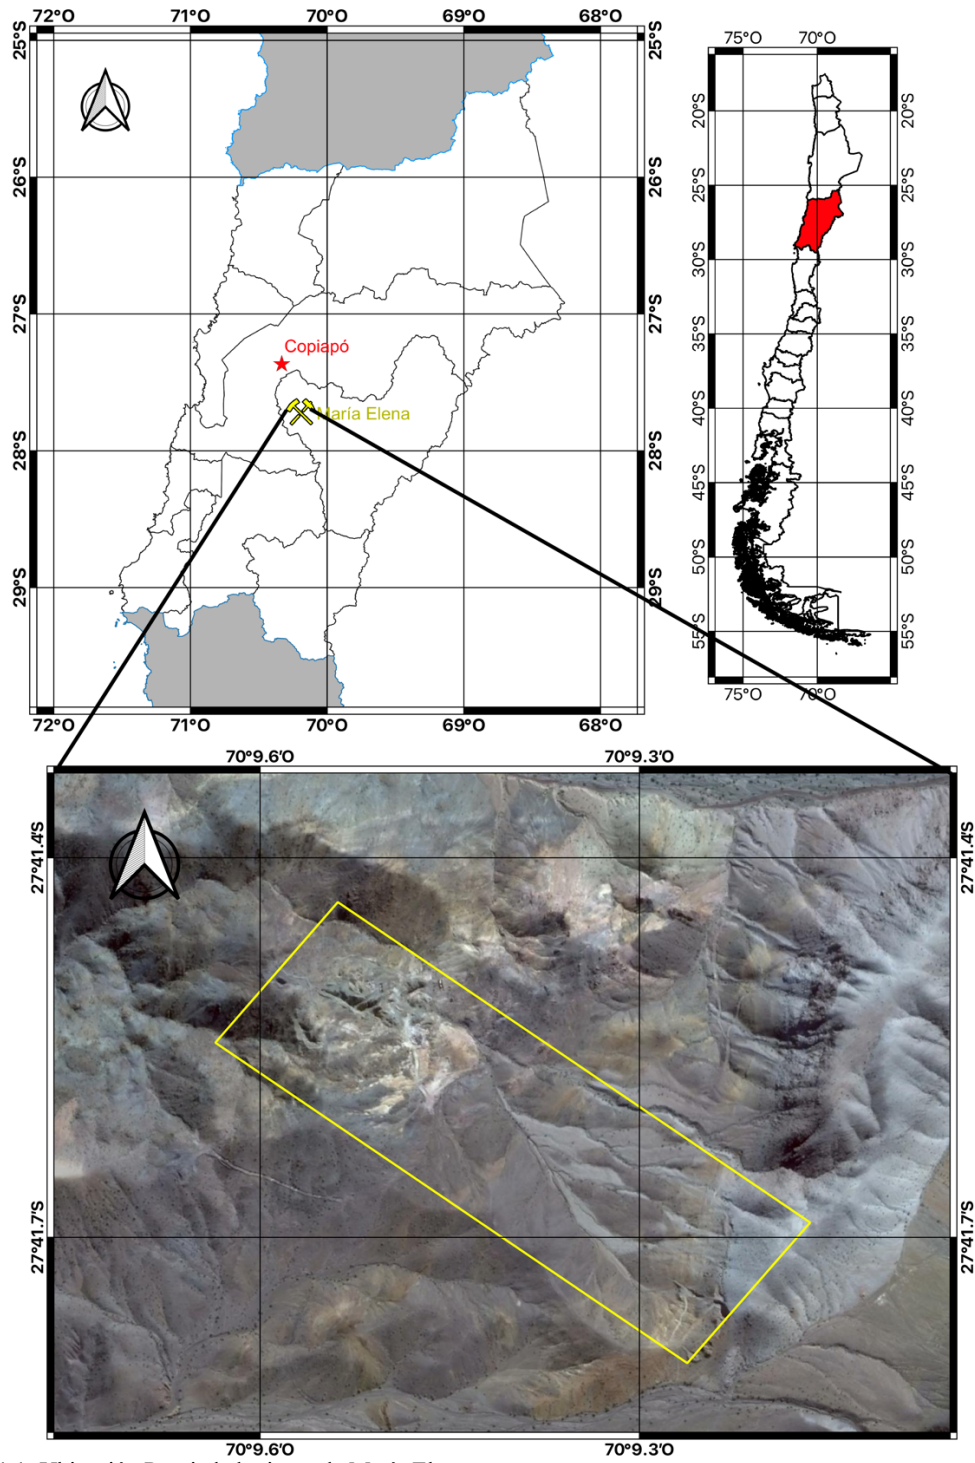 72°O 71°O 70°O 69°O 68°O
25°S 25°S
26°S 26°S
27°S 27°S
Copiapó
María Elena
28°S 28°S
29°S 29°S
72°O 71°O 70°O 69°O 68°O
75°O 70°O
20°S 20°S
25°S 25°S
30°S 30°S
35°S 35°S
40°S 40°S
45°S 45°S
50°S 50°S
55°S 55°S
75°O 70°O
70°9.6'O 70°9.3'O
27°41.4'S 27°41.4'S
27°41.7'S 27°41.7'S
70°9.6'O 70°9.3'O